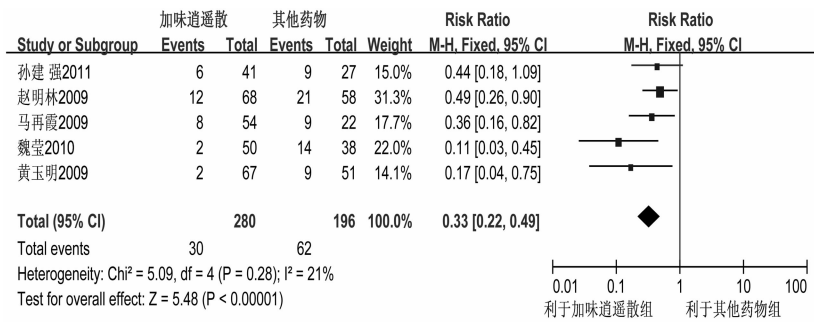 加味逍遥散 其他药物 Risk Ratio Risk Ratio
Study or Subgroup Events Total Events Total Weight M-H, Fixed, 95% CI M-H, Fixed, 95% CI
孙建 强2011 6 41 9 27 15.0% 0.44 [0.18, 1.09]
赵明林2009 12 68 21 58 31.3% 0.49 [0.26, 0.90]
马再霞2009 8 54 9 22 17.7% 0.36 [0.16, 0.82]
魏莹2010 2 50 14 38 22.0% 0.11 [0.03, 0.45]
黄玉明2009 2 67 9 51 14.1% 0.17 [0.04, 0.75]
Total (95% CI) 280 196 100.0% 0.33 [0.22, 0.49]
Total events 30 62
Heterogeneity: Chi² = 5.09, df = 4 (P = 0.28); I² = 21%
Test for overall effect: Z = 5.48 (P < 0.00001)
0.01 0.1 1 10 100
利于加味逍遥散组 利于其他药物组